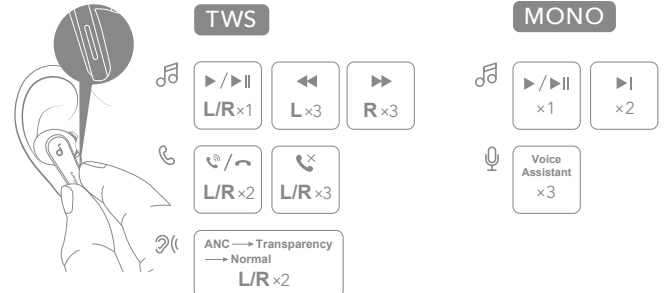 TWS
MONO
L/R×1
L×3
R×3
×1
×2
L/R×2
L/R×3
Voice
Assistant
×3
ANC → Transparency
→ Normal
L/R×2